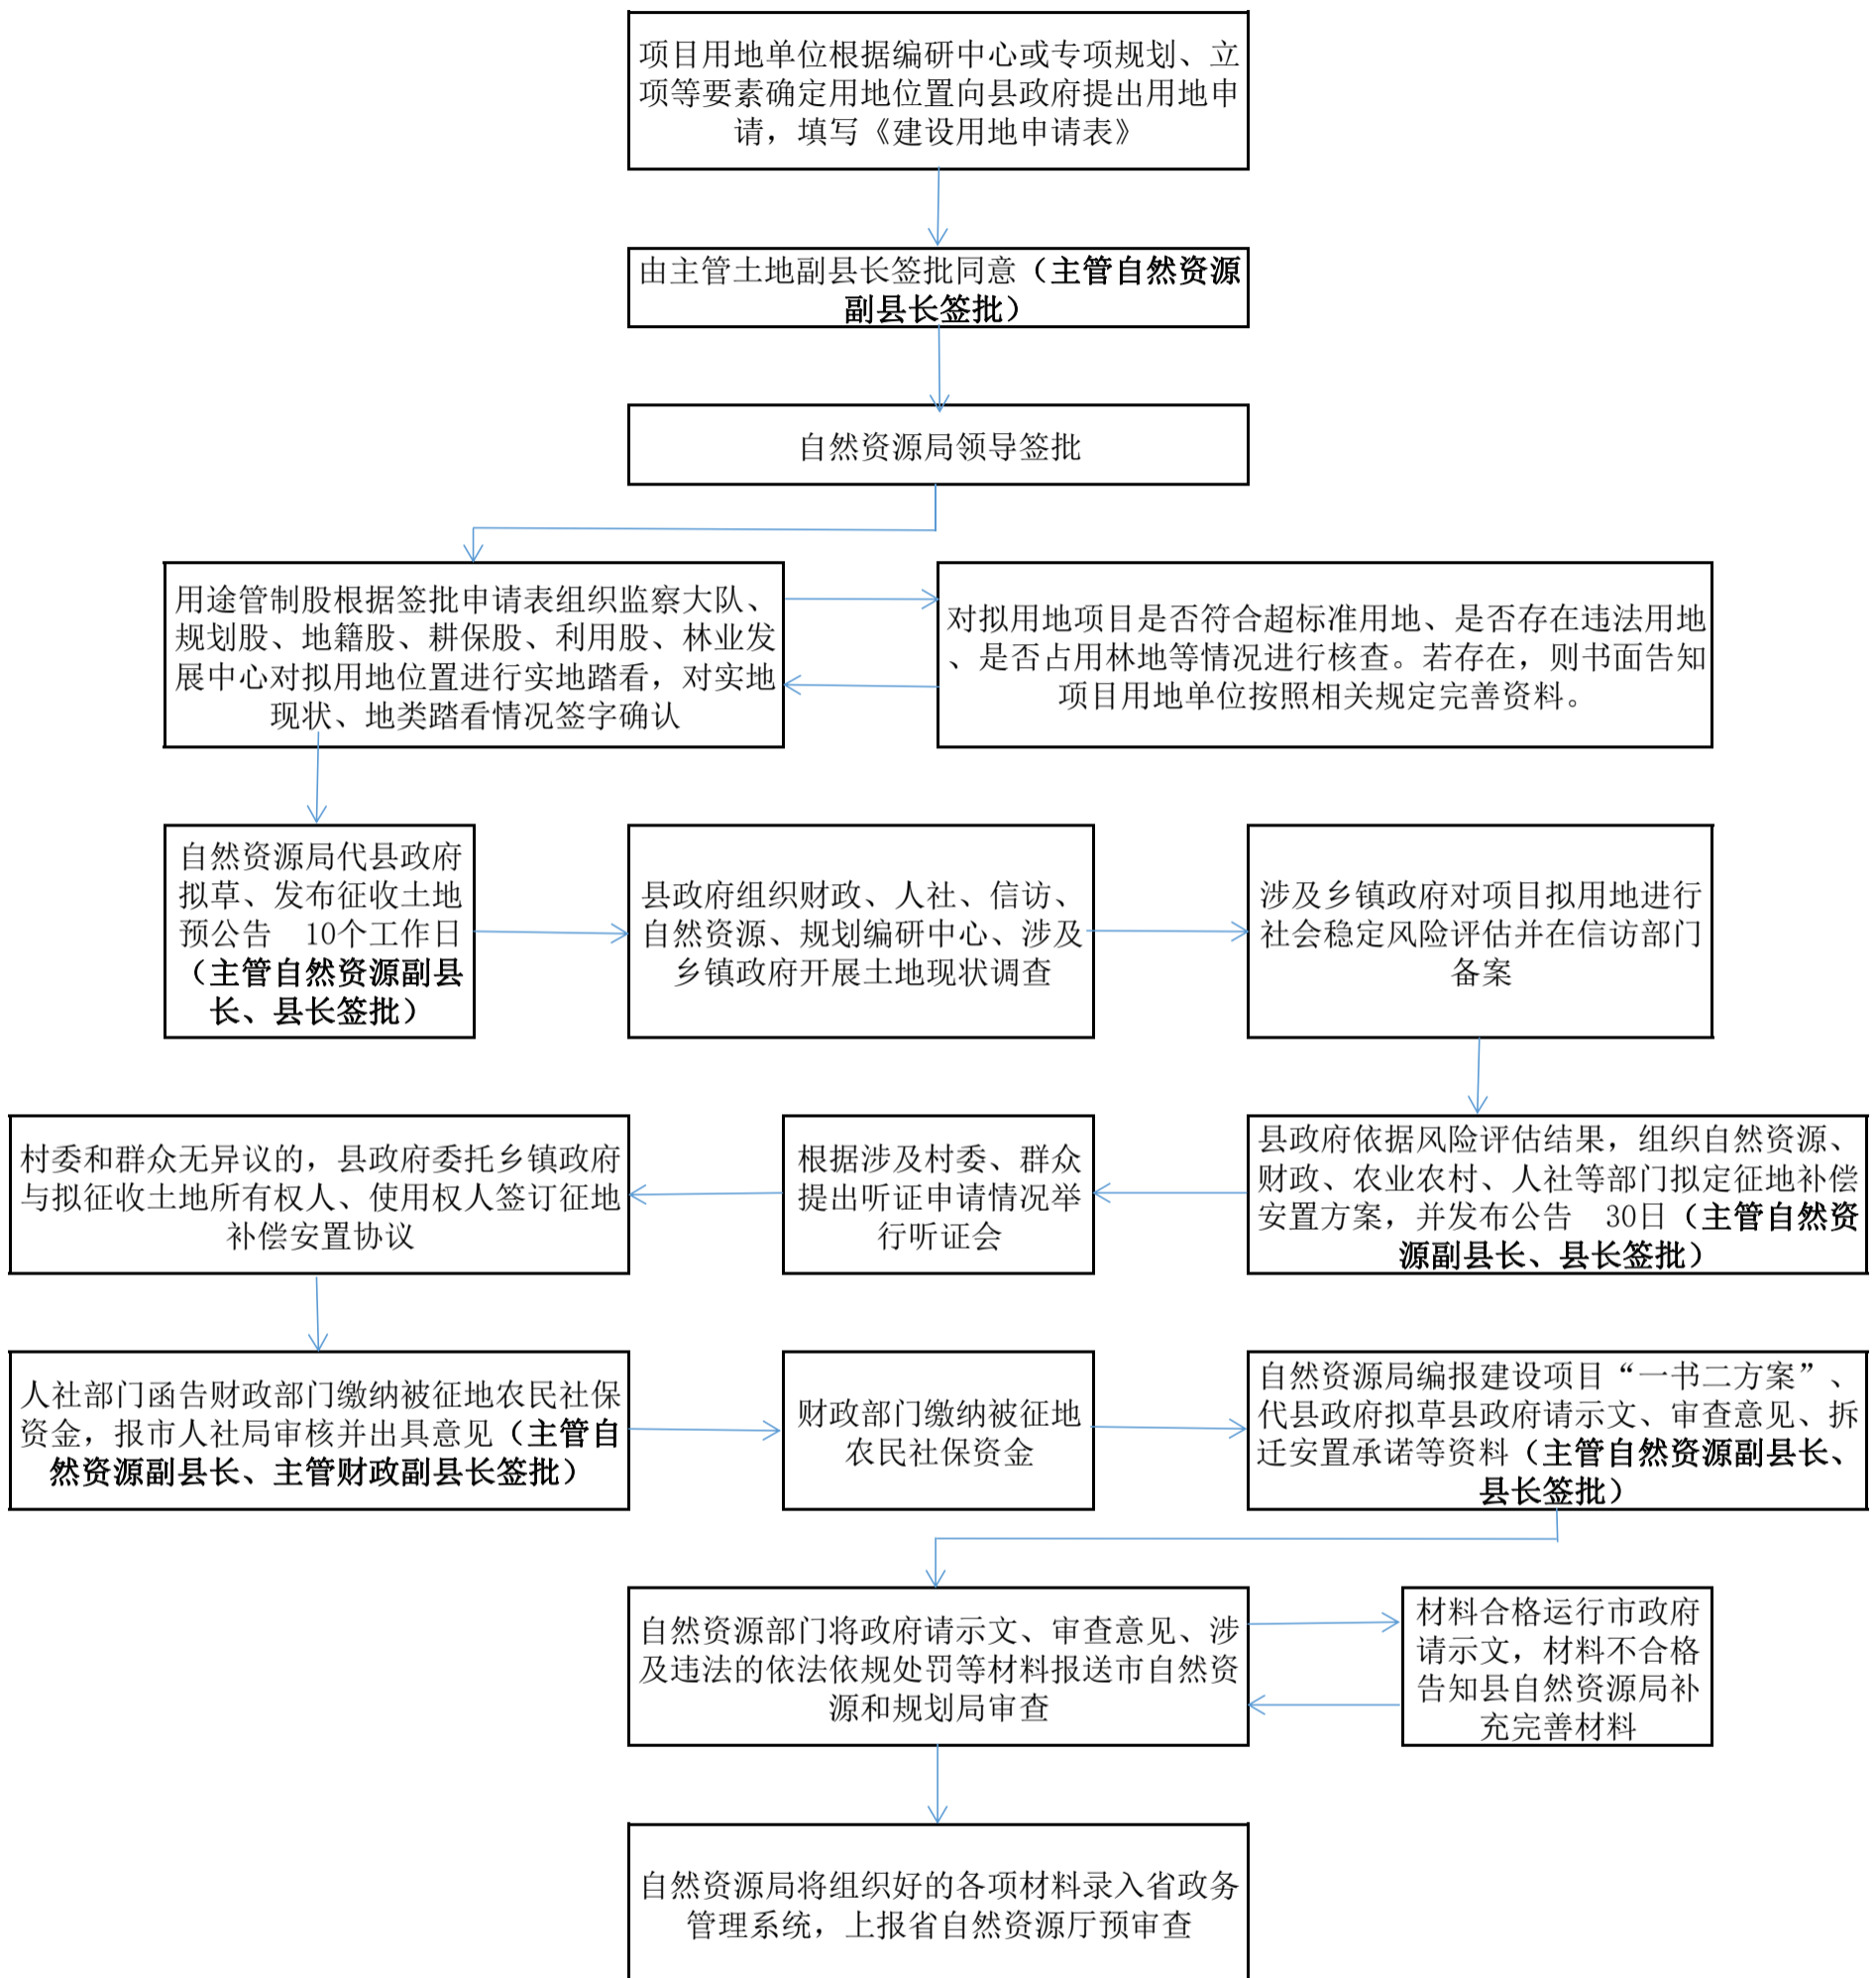 项目用地单位根据编研中心或专项规划、立
项等要素确定用地位置向县政府提出用地申
请，填写《建设用地申请表》
由主管土地副县长签批同意（主管自然资源
副县长签批）
自然资源局领导签批
用途管制股根据签批申请表组织监察大队、
规划股、地籍股、耕保股、利用股、林业发
展中心对拟用地位置进行实地踏看，对实地
现状、地类踏看情况签字确认
对拟用地项目是否符合超标准用地、是否存在违法用地
、是否占用林地等情况进行核查。若存在，则书面告知
项目用地单位按照相关规定完善资料。
自然资源局代县政府
拟草、发布征收土地
预公告　10个工作日
（主管自然资源副县
长、县长签批）
县政府组织财政、人社、信访、
自然资源、规划编研中心、涉及
乡镇政府开展土地现状调查
涉及乡镇政府对项目拟用地进行
社会稳定风险评估并在信访部门
备案
县政府依据风险评估结果，组织自然资源、
财政、农业农村、人社等部门拟定征地补偿
安置方案，并发布公告　30日（主管自然资
源副县长、县长签批）
根据涉及村委、群众
提出听证申请情况举
行听证会
村委和群众无异议的，县政府委托乡镇政府
与拟征收土地所有权人、使用权人签订征地
补偿安置协议
人社部门函告财政部门缴纳被征地农民社保
资金，报市人社局审核并出具意见（主管自
然资源副县长、主管财政副县长签批）
财政部门缴纳被征地
农民社保资金
自然资源局编报建设项目“一书二方案”、
代县政府拟草县政府请示文、审查意见、拆
迁安置承诺等资料（主管自然资源副县长、
县长签批）
自然资源部门将政府请示文、审查意见、涉
及违法的依法依规处罚等材料报送市自然资
源和规划局审查
材料合格运行市政府
请示文，材料不合格
告知县自然资源局补
充完善材料
自然资源局将组织好的各项材料录入省政务
管理系统，上报省自然资源厅预审查